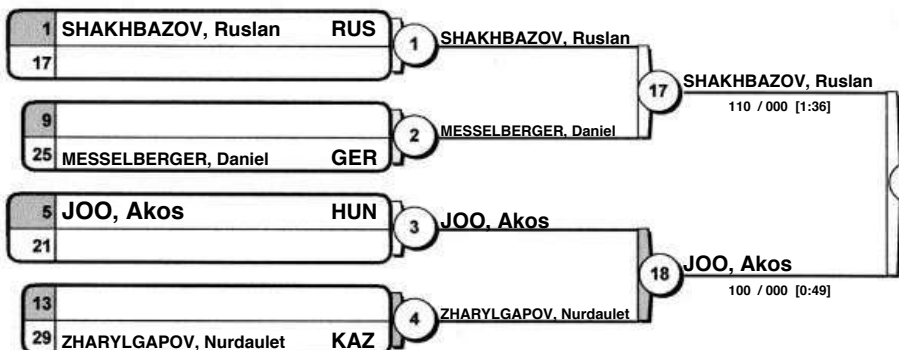 1 SHAKHBAZOV, Ruslan RUS
17
1
SHAKHBAZOV, Ruslan
9
25 MESSELBERGER, Daniel GER
2
MESSELBERGER, Daniel
17
SHAKHBAZOV, Ruslan
110 / 000 [1:36]
5 JOO, Akos HUN
21
3
JOO, Akos
13
29 ZHARYLGAPOV, Nurdaulet KAZ
4
ZHARYLGAPOV, Nurdaulet
18
JOO, Akos
100 / 000 [0:49]